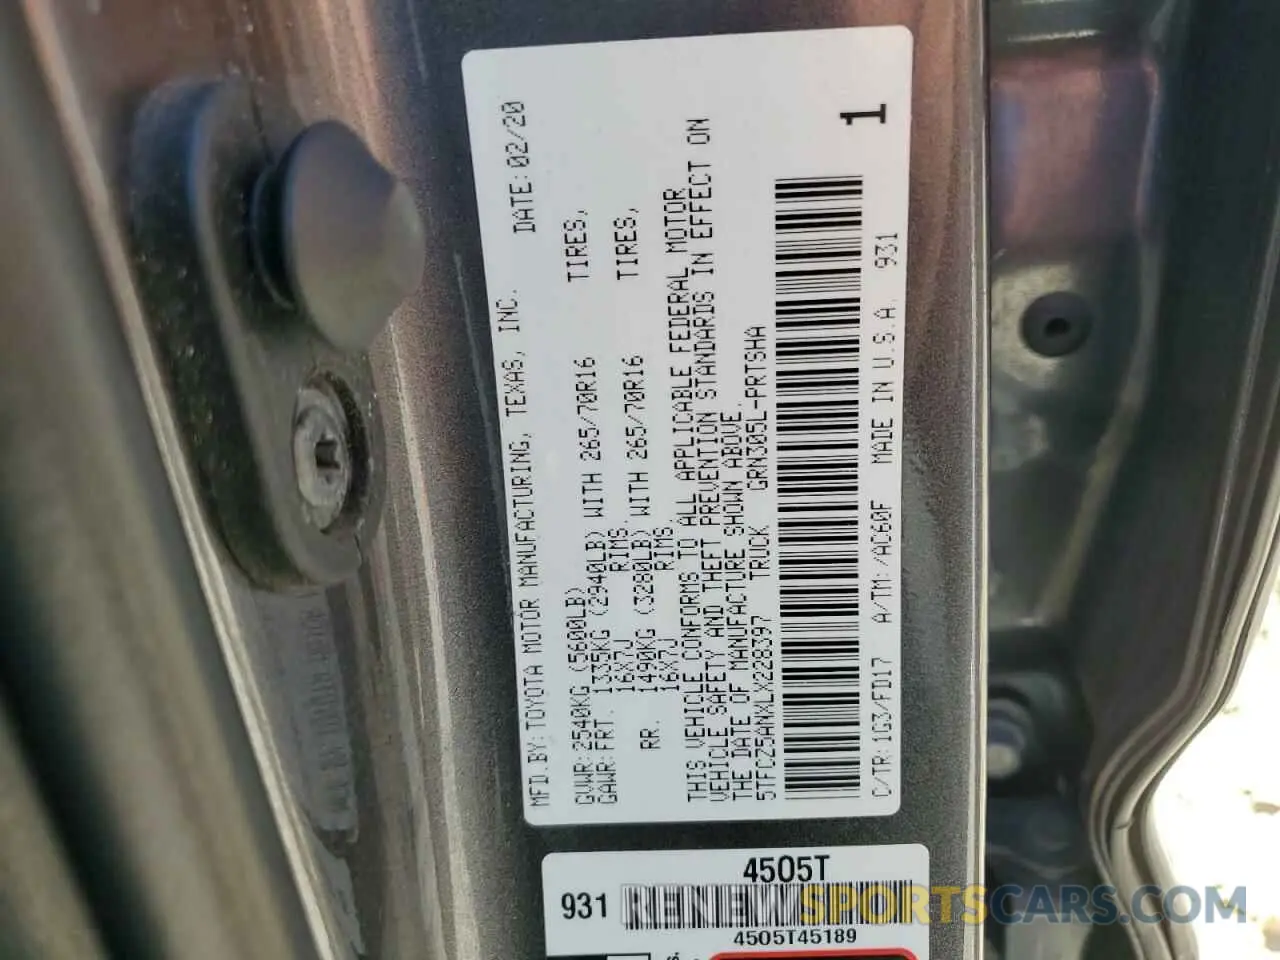 MFD.BY:TOYOTA MOTOR MANUFACTURING, TEXAS, INC. DATE:02/20
GVWR:2540KG (5600LB)
GAWR:FRT. 1335KG (2940LB) WITH 265/70R16 TIRES,
16X7J RIMS.
RR. 1490KG (3280LB) WITH 265/70R16 TIRES,
16X7J RIMS.
THIS VEHICLE CONFORMS TO ALL APPLICABLE FEDERAL MOTOR
VEHICLE SAFETY AND THEFT PREVENTION STANDARDS IN EFFECT ON
THE DATE OF MANUFACTURE SHOWN ABOVE.
5TFCZ5ANXLX228397 TRUCK GRN305L-PRTSHA
1
C/TR:1G3/FD17 A/TM:/AC60F MADE IN U.S.A. 931
4505T
931
RENEW
4505T45189
SPORTSCARS.COM